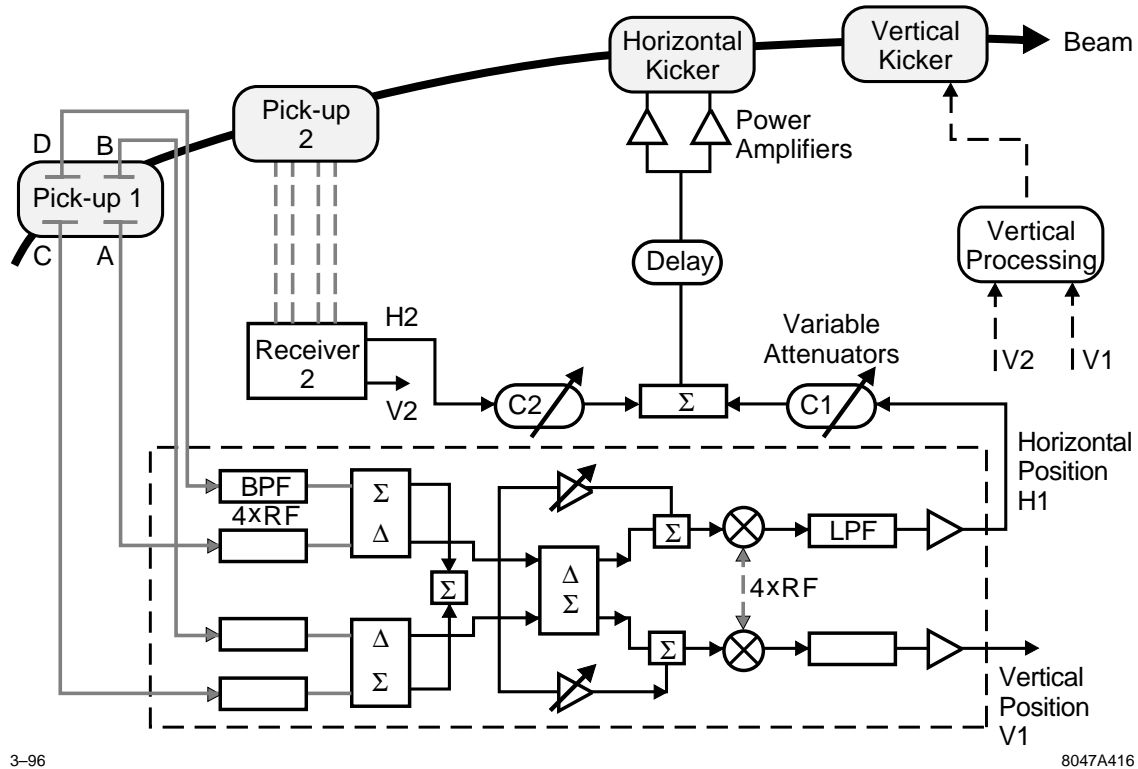 Horizontal
Kicker
Vertical
Kicker
Beam
Pick-up
2
Power
Amplifiers
D
B
Pick-up 1
C
A
Vertical
Processing
Delay
H2
Receiver
2
V2
Variable
Attenuators
V2
V1
C2
Σ
C1
Horizontal
Position
H1
BPF
4xRF
Σ
Δ
Σ
Σ
LPF
Δ
Σ
4xRF
Δ
Σ
Σ
Vertical
Position
V1
3–96
8047A416